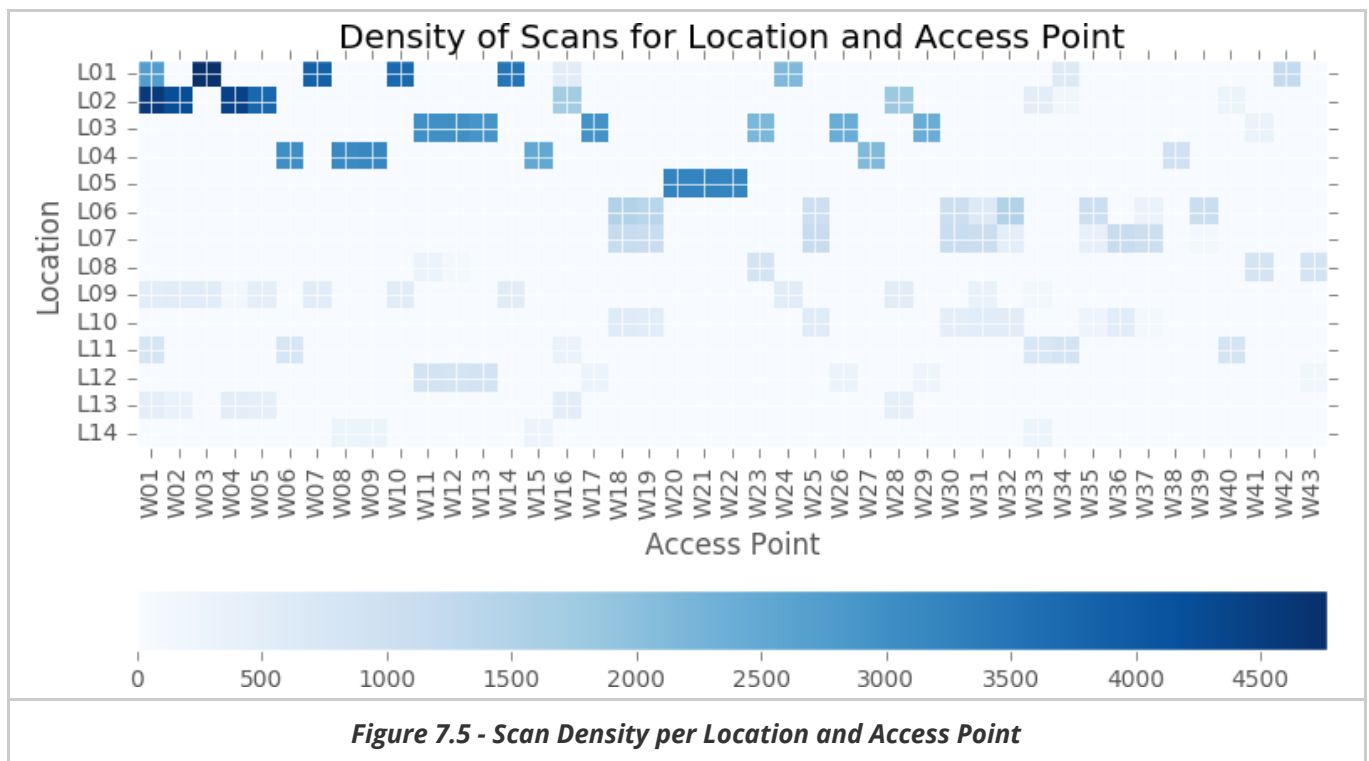 Density of Scans for Location and Access Point
L01
L02
L03
L04
L05
L06
L07
L08
L09
L10
L11
L12
L13
L14
Location
W01 W02 W03 W04 W05 W06 W07 W08 W09 W10 W11 W12 W13 W14 W15 W16 W17 W18 W19 W20 W21 W22 W23 W24 W25 W26 W27 W28 W29 W30 W31 W32 W33 W34 W35 W36 W37 W38 W39 W40 W41 W42 W43
Access Point
0 500 1000 1500 2000 2500 3000 3500 4000 4500
Figure 7.5 - Scan Density per Location and Access Point